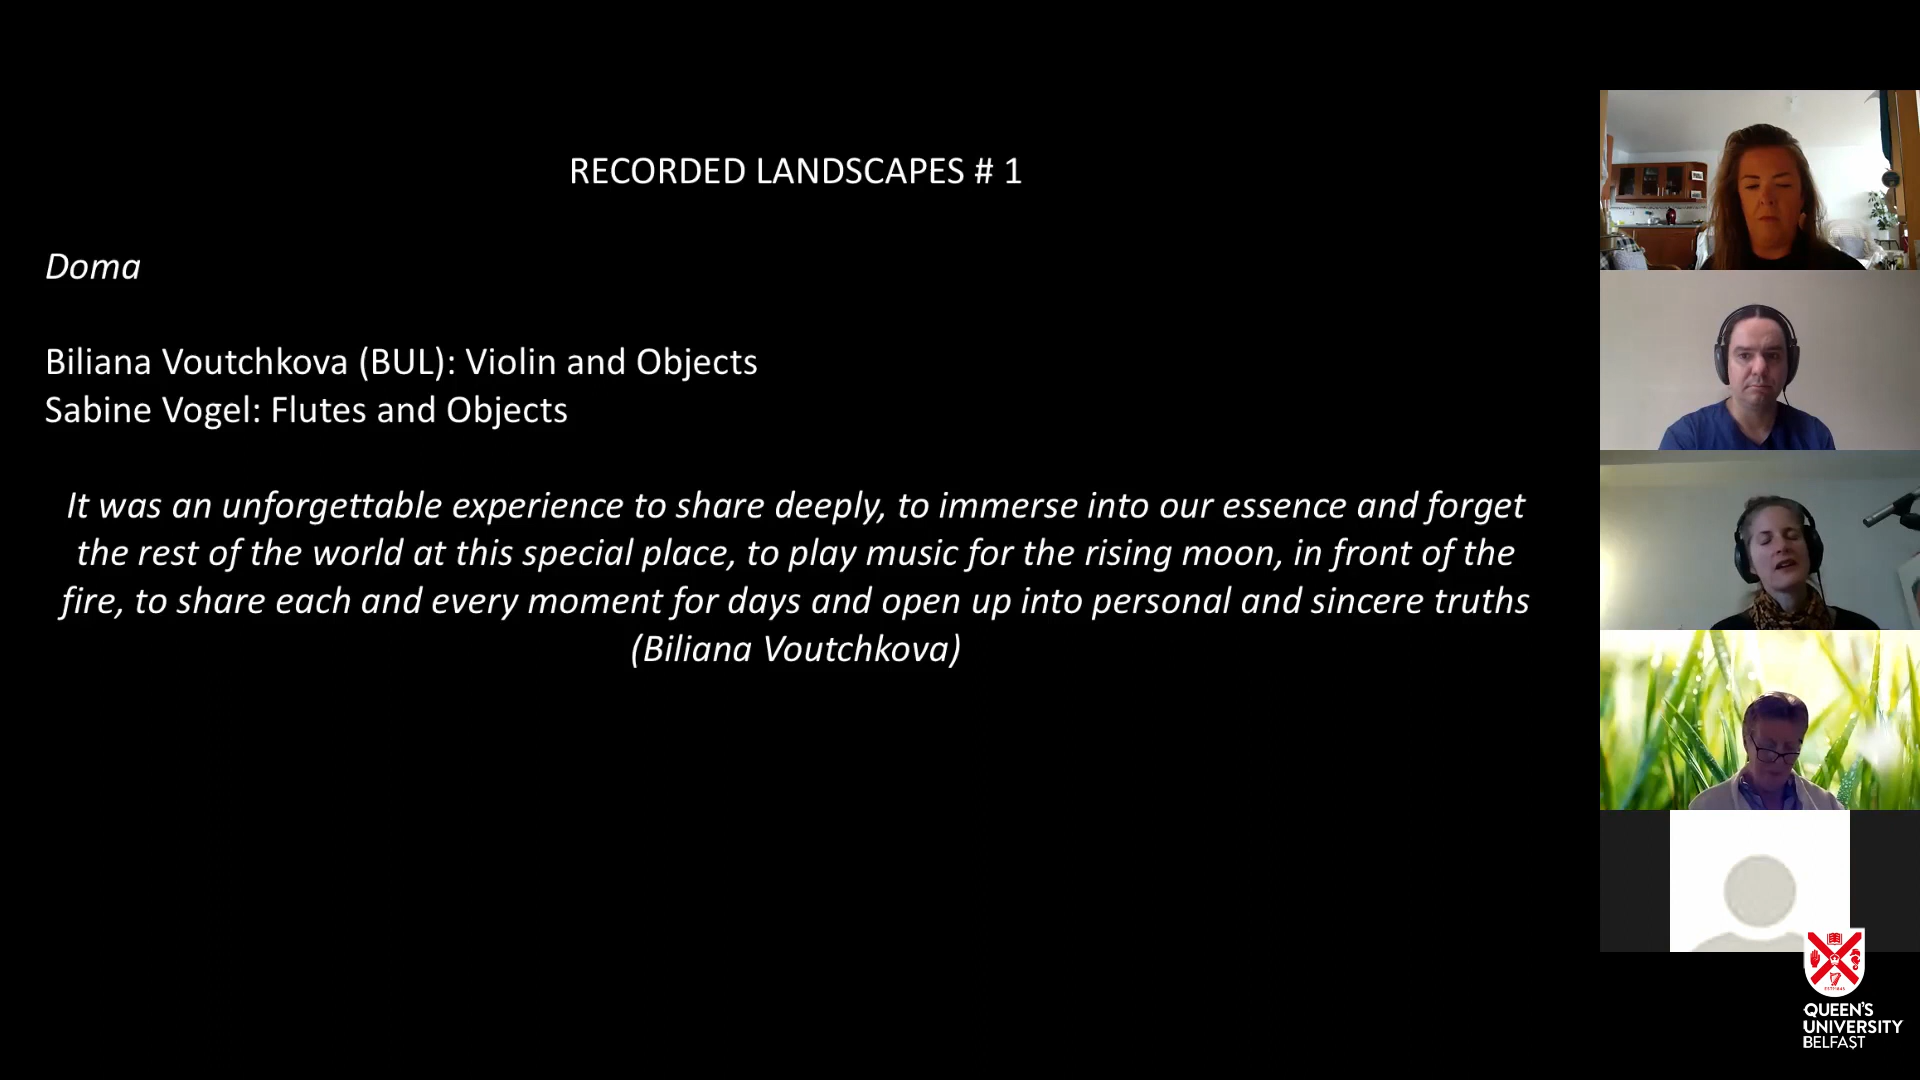 RECORDED LANDSCAPES # 1
Doma
Biliana Voutchkova (BUL): Violin and Objects
Sabine Vogel: Flutes and Objects
It was an unforgettable experience to share deeply, to immerse into our essence and forget
the rest of the world at this special place, to play music for the rising moon, in front of the
fire, to share each and every moment for days and open up into personal and sincere truths
(Biliana Voutchkova)
QUEEN'S
UNIVERSITY
BELFAST